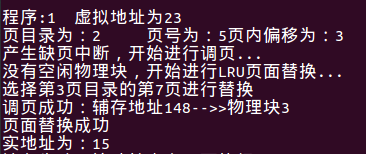 程序:1 虚拟地址为23
页目录为：2 页号为：5页内偏移为：3
产生缺页中断，开始进行调页...
没有空闲物理块，开始进行LRU页面替换...
选择第3页目录的第7页进行替换
调页成功：辅存地址148-->>物理块3
页面替换成功
实地址为：15